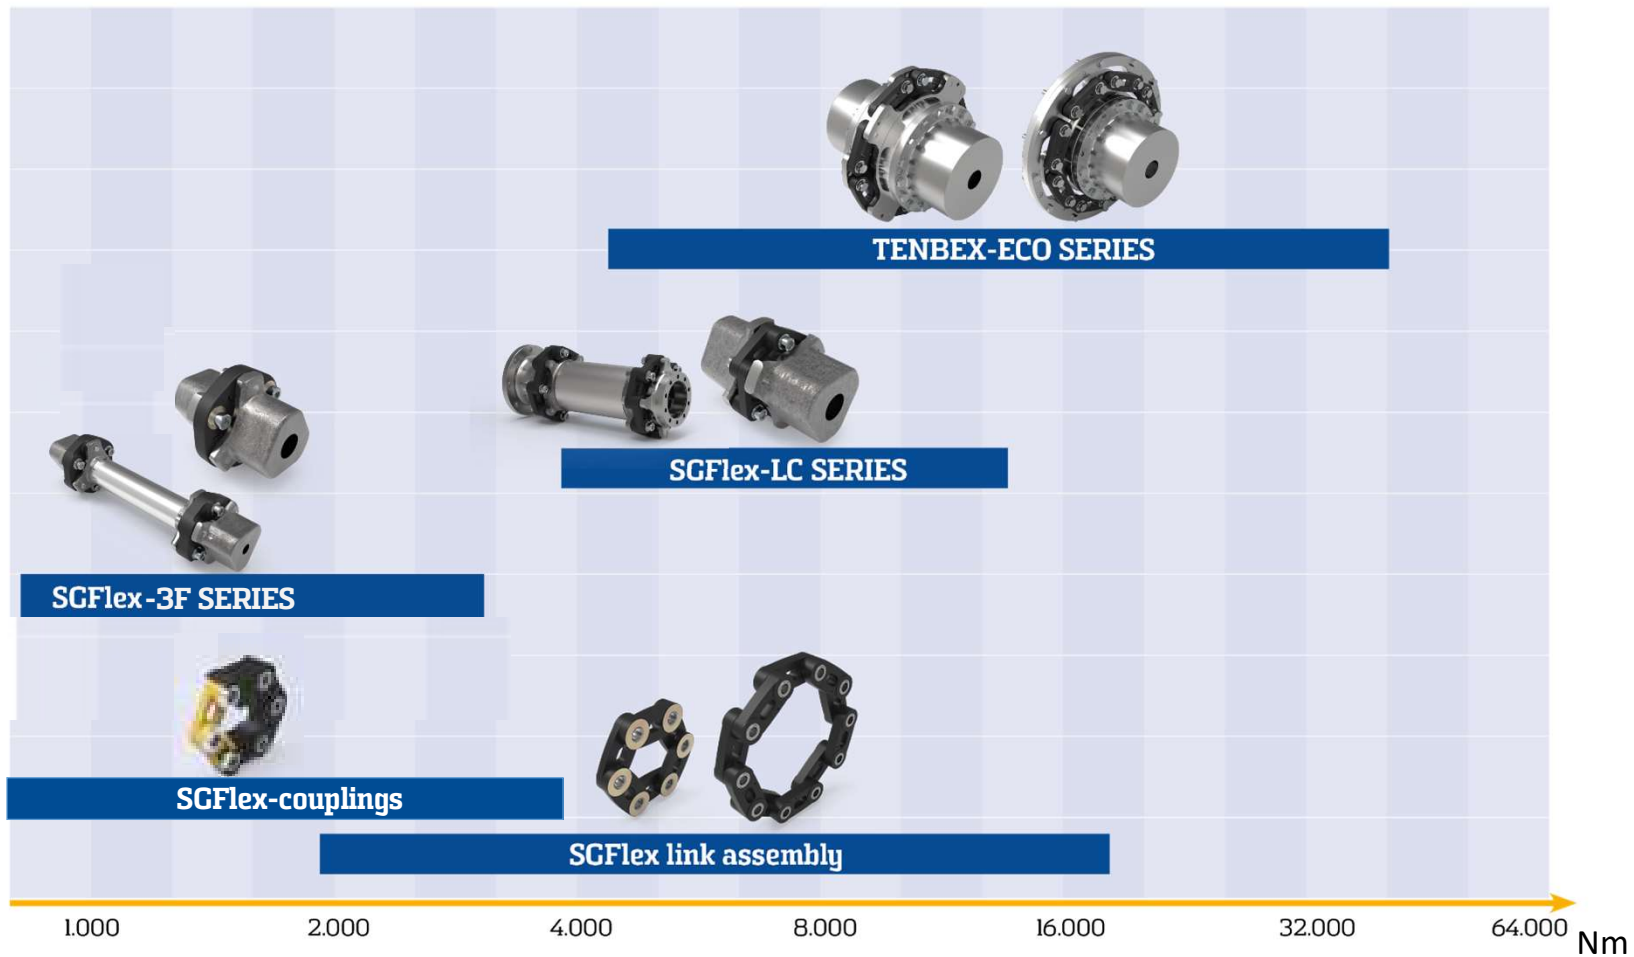 TENBEX-ECO SERIES
SGFlex-LC SERIES
SGFlex-3F SERIES
SGFlex-couplings
SGFlex link assembly
1.000 2.000 4.000 8.000 16.000 32.000 64.000 Nm